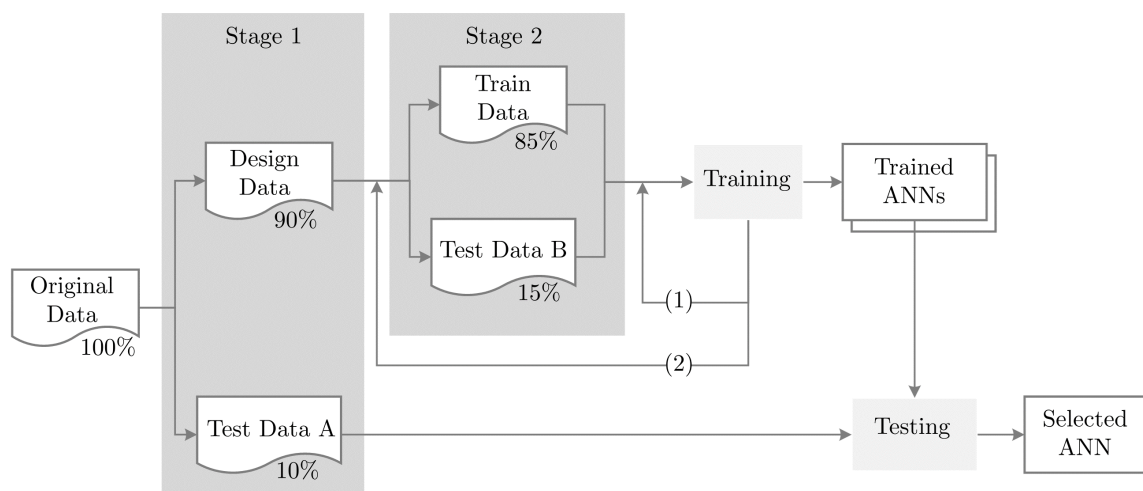 Stage 1
Stage 2
Train
Data
85%
Design
Data
90%
Training
Trained
ANNs
Test Data B
15%
Original
Data
100%
(1)
(2)
Test Data A
10%
Testing
Selected
ANN